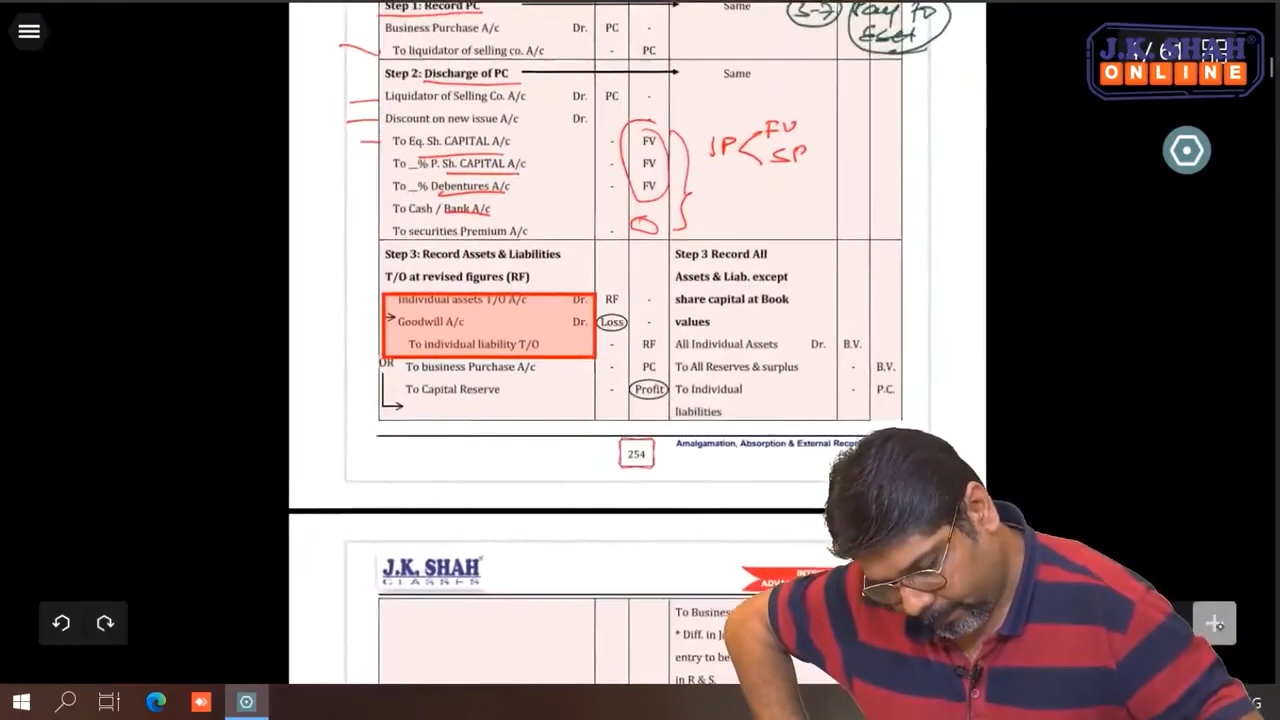 Step 1: Record PC
Same
Business Purchase A/c Dr. PC -
To liquidator of selling co. A/c - PC
Step 2: Discharge of PC
Same
Liquidator of Selling Co. A/c Dr. PC -
Discount on new issue A/c Dr.
To Eq. Sh. CAPITAL A/c - FV
To _% P. Sh. CAPITAL A/c - FV
To _% Debentures A/c - FV
To Cash / Bank A/c
To securities Premium A/c -
IP FV
SP
Step 3: Record Assets & Liabilities
T/O at revised figures (RF)
Individual assets T/O A/c Dr. RF -
Goodwill A/c Dr. Loss -
To individual liability T/O - RF
OR
To business Purchase A/c - PC
To Capital Reserve - Profit
Step 3 Record All
Assets & Liab. except
share capital at Book
values
All Individual Assets Dr. B.V.
To All Reserves & surplus - B.V.
To Individual - P.C.
liabilities
254
Amalgamation, Absorption & External
J.K. SHAH
ONLINE
J.K. SHAH
CLASSES
To Busines
* Diff. in J
entry to be
in R & S.